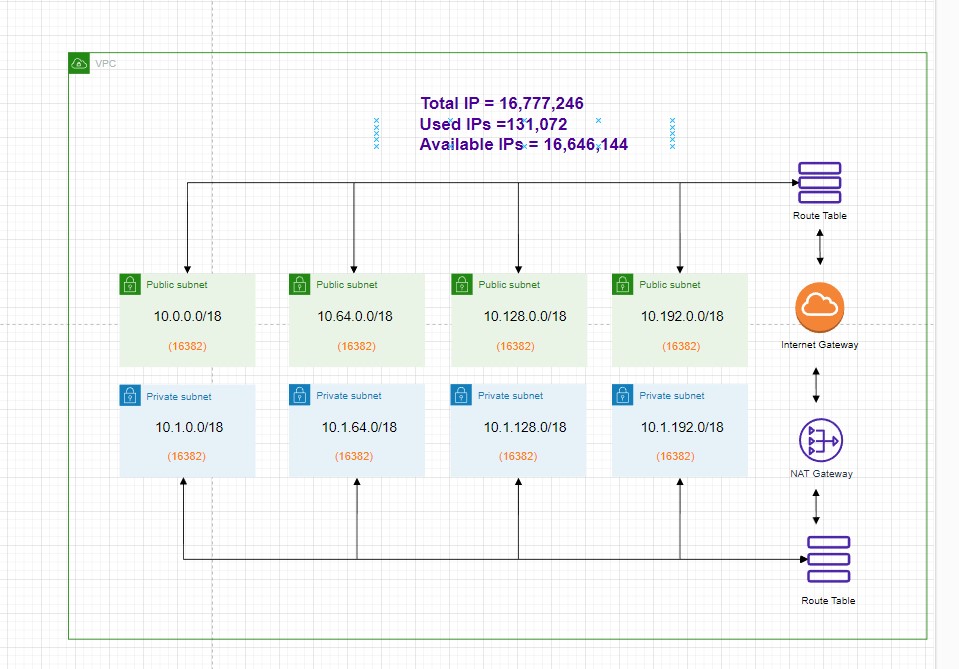 VPC
Total IP = 16,777,246
Used IPs =131,072
Available IPs = 16,646,144
Route Table
Public subnet
10.0.0.0/18
(16382)
Public subnet
10.64.0.0/18
(16382)
Public subnet
10.128.0.0/18
(16382)
Public subnet
10.192.0.0/18
(16382)
Internet Gateway
Private subnet
10.1.0.0/18
(16382)
Private subnet
10.1.64.0/18
(16382)
Private subnet
10.1.128.0/18
(16382)
Private subnet
10.1.192.0/18
(16382)
NAT Gateway
Route Table